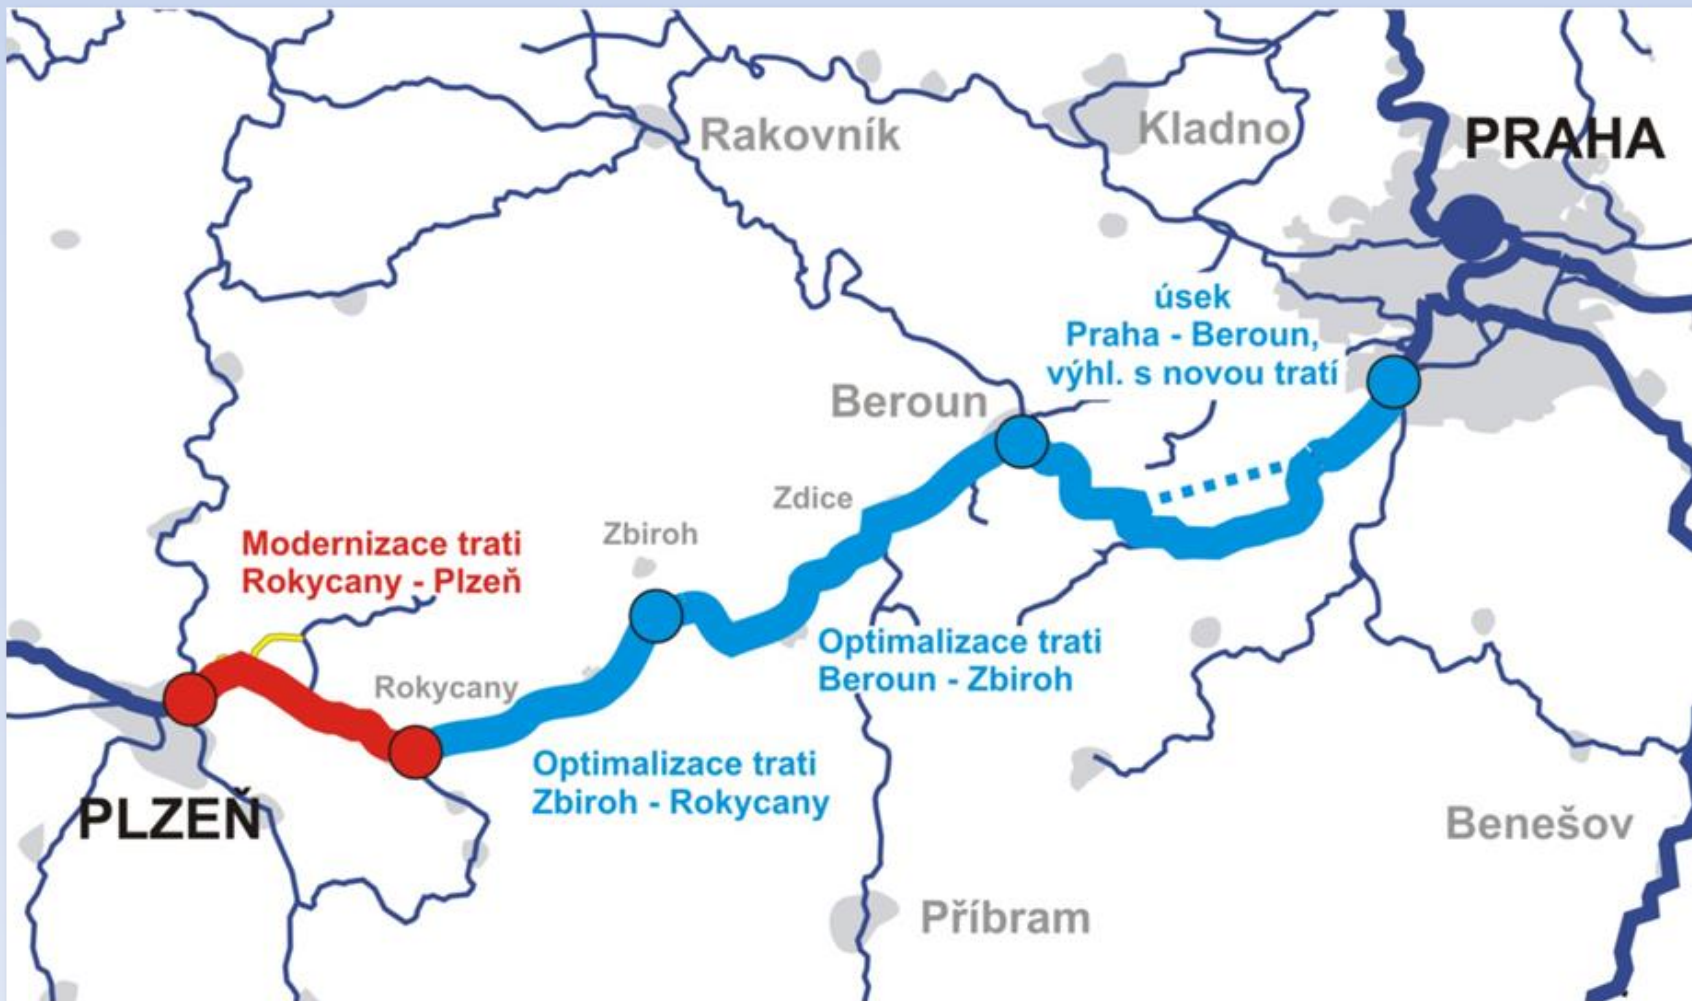 Rakovník
Kladno
PRAHA
úsek
Praha - Beroun,
výhl. s novou tratí
Beroun
Zdice
Zbiroh
Modernizace trati
Rokycany - Plzeň
Optimalizace trati
Beroun - Zbiroh
Rokycany
Optimalizace trati
Zbiroh - Rokycany
PLZEŇ
Benešov
Příbram